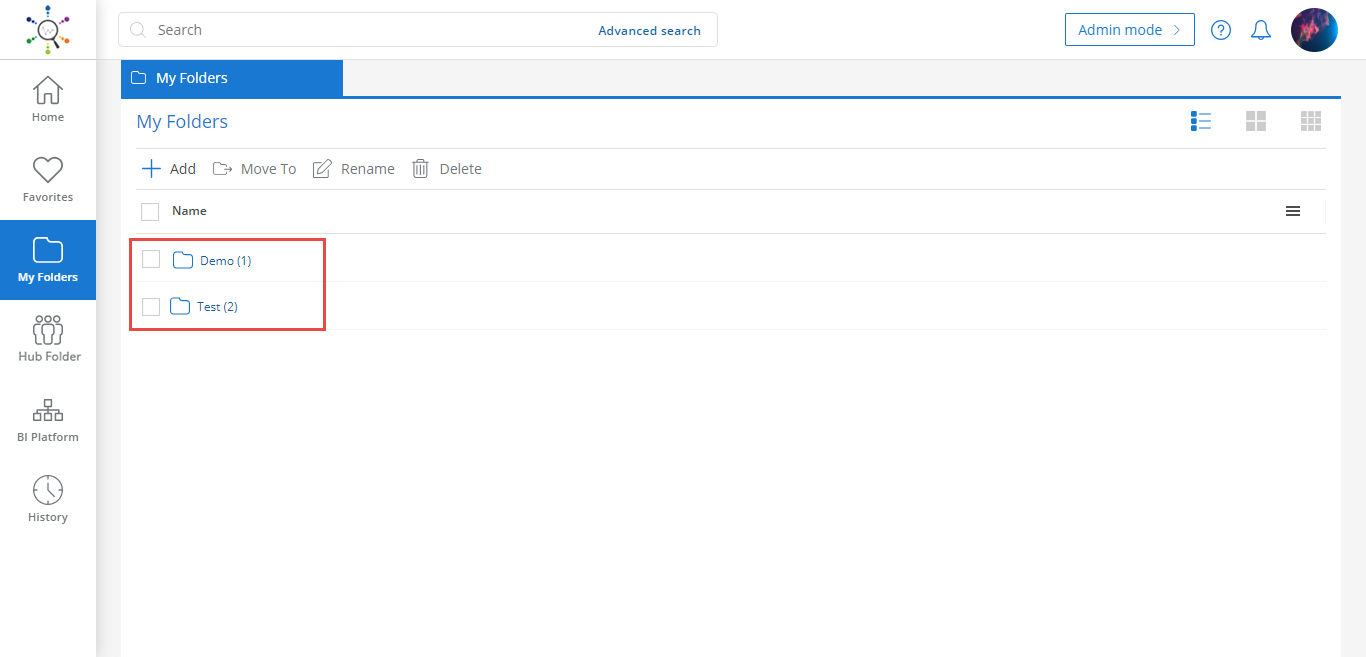 Search
Advanced search
Admin mode
My Folders
Home
Favorites
My Folders
Hub Folder
BI Platform
History
My Folders
Add Move To Rename Delete
Name
Demo (1)
Test (2)